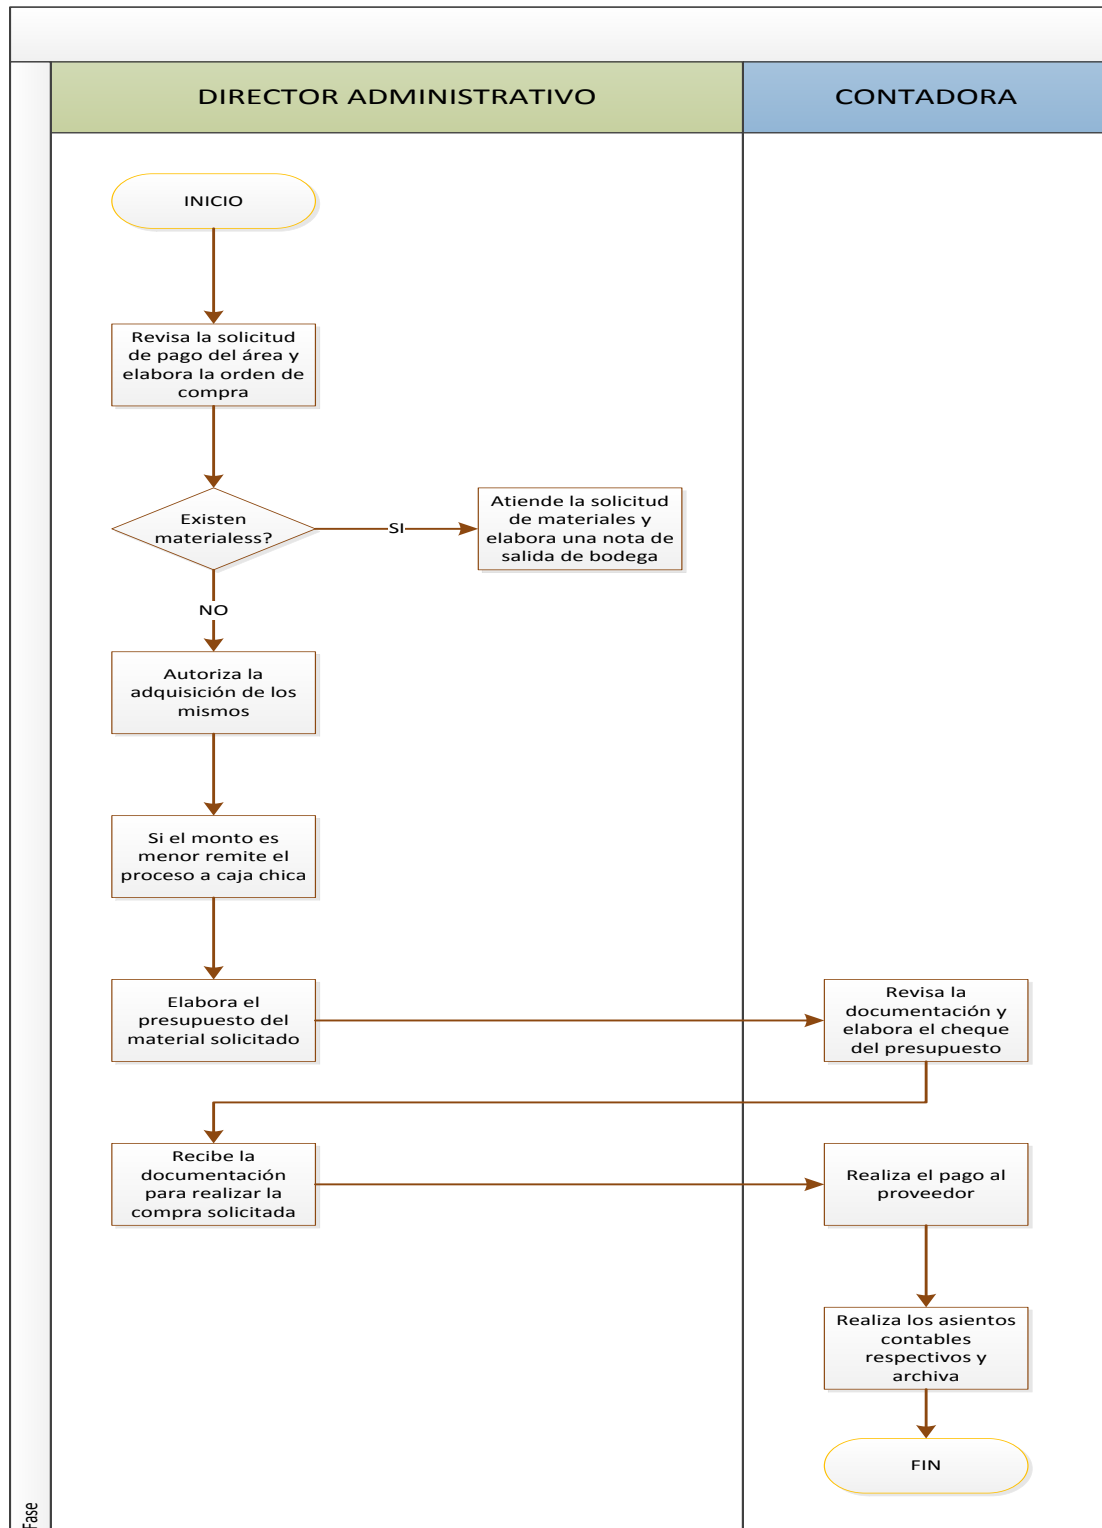 DIRECTOR ADMINISTRATIVO
CONTADORA
INICIO
Revisa la solicitud
de pago del área y
elabora la orden de
compra
Existen
materialess?
SI
Atiende la solicitud
de materiales y
elabora una nota de
salida de bodega
NO
Autoriza la
adquisición de los
mismos
Si el monto es
menor remite el
proceso a caja chica
Elabora el
presupuesto del
material solicitado
Revisa la
documentación y
elabora el cheque
del presupuesto
Recibe la
documentación
para realizar la
compra solicitada
Realiza el pago al
proveedor
Realiza los asientos
contables
respectivos y
archiva
FIN
Fase